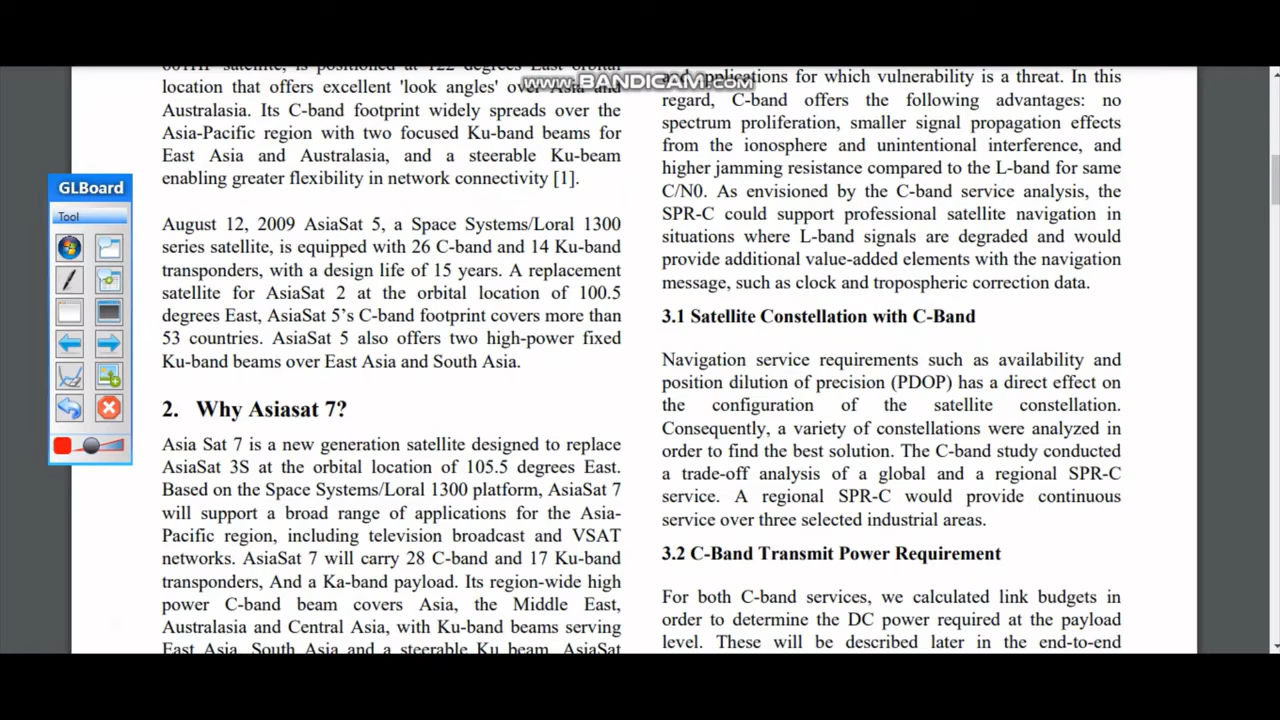 www.BANDICAM.com
satellite, is positioned at 122 degrees East orbital
location that offers excellent 'look angles' over Asia and
Australasia. Its C-band footprint widely spreads over the
Asia-Pacific region with two focused Ku-band beams for
East Asia and Australasia, and a steerable Ku-beam
enabling greater flexibility in network connectivity [1].
August 12, 2009 AsiaSat 5, a Space Systems/Loral 1300
series satellite, is equipped with 26 C-band and 14 Ku-band
transponders, with a design life of 15 years. A replacement
satellite for AsiaSat 2 at the orbital location of 100.5
degrees East, AsiaSat 5’s C-band footprint covers more than
53 countries. AsiaSat 5 also offers two high-power fixed
Ku-band beams over East Asia and South Asia.
2. Why Asiasat 7?
Asia Sat 7 is a new generation satellite designed to replace
AsiaSat 3S at the orbital location of 105.5 degrees East.
Based on the Space Systems/Loral 1300 platform, AsiaSat 7
will support a broad range of applications for the Asia-
Pacific region, including television broadcast and VSAT
networks. AsiaSat 7 will carry 28 C-band and 17 Ku-band
transponders, And a Ka-band payload. Its region-wide high
power C-band beam covers Asia, the Middle East,
Australasia and Central Asia, with Ku-band beams serving
East Asia, South Asia and a steerable Ku beam. AsiaSat
and applications for which vulnerability is a threat. In this
regard, C-band offers the following advantages: no
spectrum proliferation, smaller signal propagation effects
from the ionosphere and unintentional interference, and
higher jamming resistance compared to the L-band for same
C/N0. As envisioned by the C-band service analysis, the
SPR-C could support professional satellite navigation in
situations where L-band signals are degraded and would
provide additional value-added elements with the navigation
message, such as clock and tropospheric correction data.
3.1 Satellite Constellation with C-Band
Navigation service requirements such as availability and
position dilution of precision (PDOP) has a direct effect on
the configuration of the satellite constellation.
Consequently, a variety of constellations were analyzed in
order to find the best solution. The C-band study conducted
a trade-off analysis of a global and a regional SPR-C
service. A regional SPR-C would provide continuous
service over three selected industrial areas.
3.2 C-Band Transmit Power Requirement
For both C-band services, we calculated link budgets in
order to determine the DC power required at the payload
level. These will be described later in the end-to-end
GLBoard
Tool